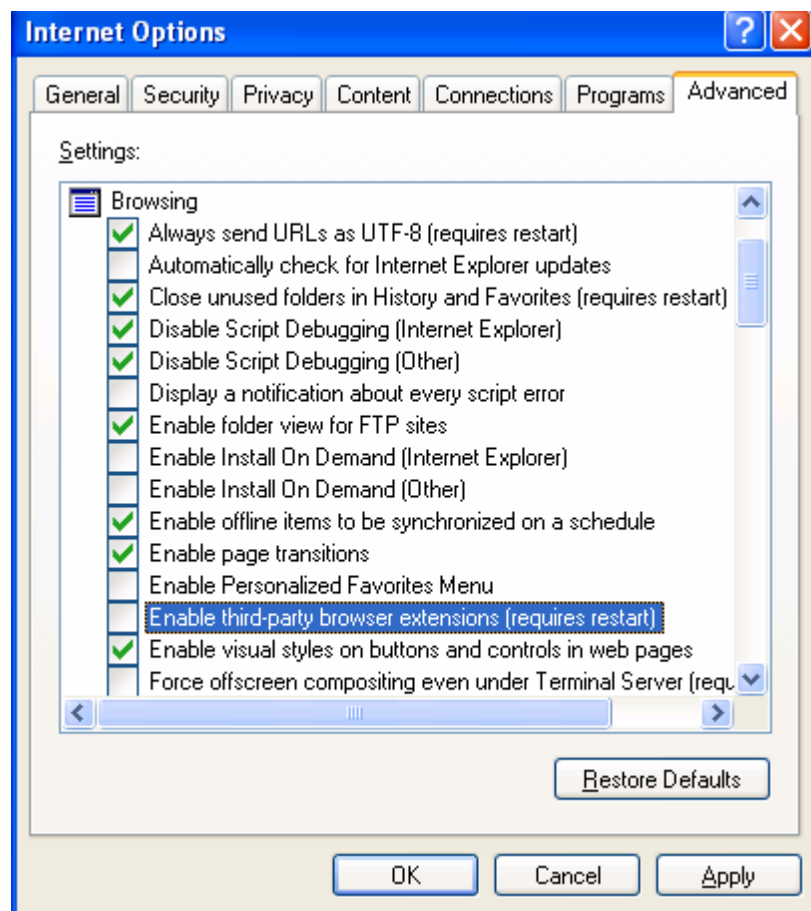 Internet Options
General Security Privacy Content Connections Programs Advanced
Settings:
Browsing
Always send URLs as UTF-8 (requires restart)
Automatically check for Internet Explorer updates
Close unused folders in History and Favorites (requires restart)
Disable Script Debugging (Internet Explorer)
Disable Script Debugging (Other)
Display a notification about every script error
Enable folder view for FTP sites
Enable Install On Demand (Internet Explorer)
Enable Install On Demand (Other)
Enable offline items to be synchronized on a schedule
Enable page transitions
Enable Personalized Favorites Menu
Enable third-party browser extensions (requires restart)
Enable visual styles on buttons and controls in web pages
Force offscreen compositing even under Terminal Server (requ
Restore Defaults
OK Cancel Apply